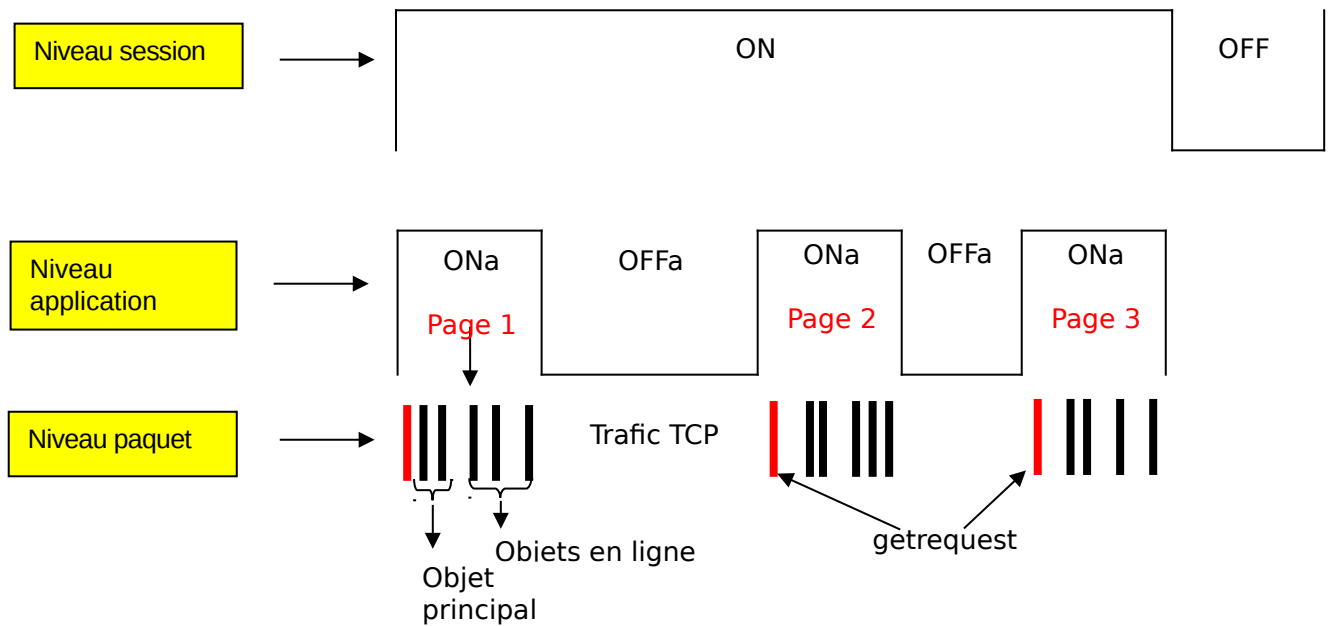 Niveau session
ON
OFF
Niveau
application
ONa
OFFa
ONa
OFFa
ONa
Page 1
Page 2
Page 3
Niveau paquet
Trafic TCP
getrequest
Objets en ligne
Objet
principal